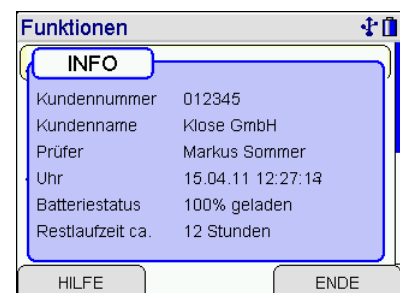 Funktionen
INFO
Kundennummer 012345
Kundenname Klose GmbH
Prüfer Markus Sommer
Uhr 15.04.11 12:27:14
Batteriestatus 100% geladen
Restlaufzeit ca. 12 Stunden
HILFE ENDE